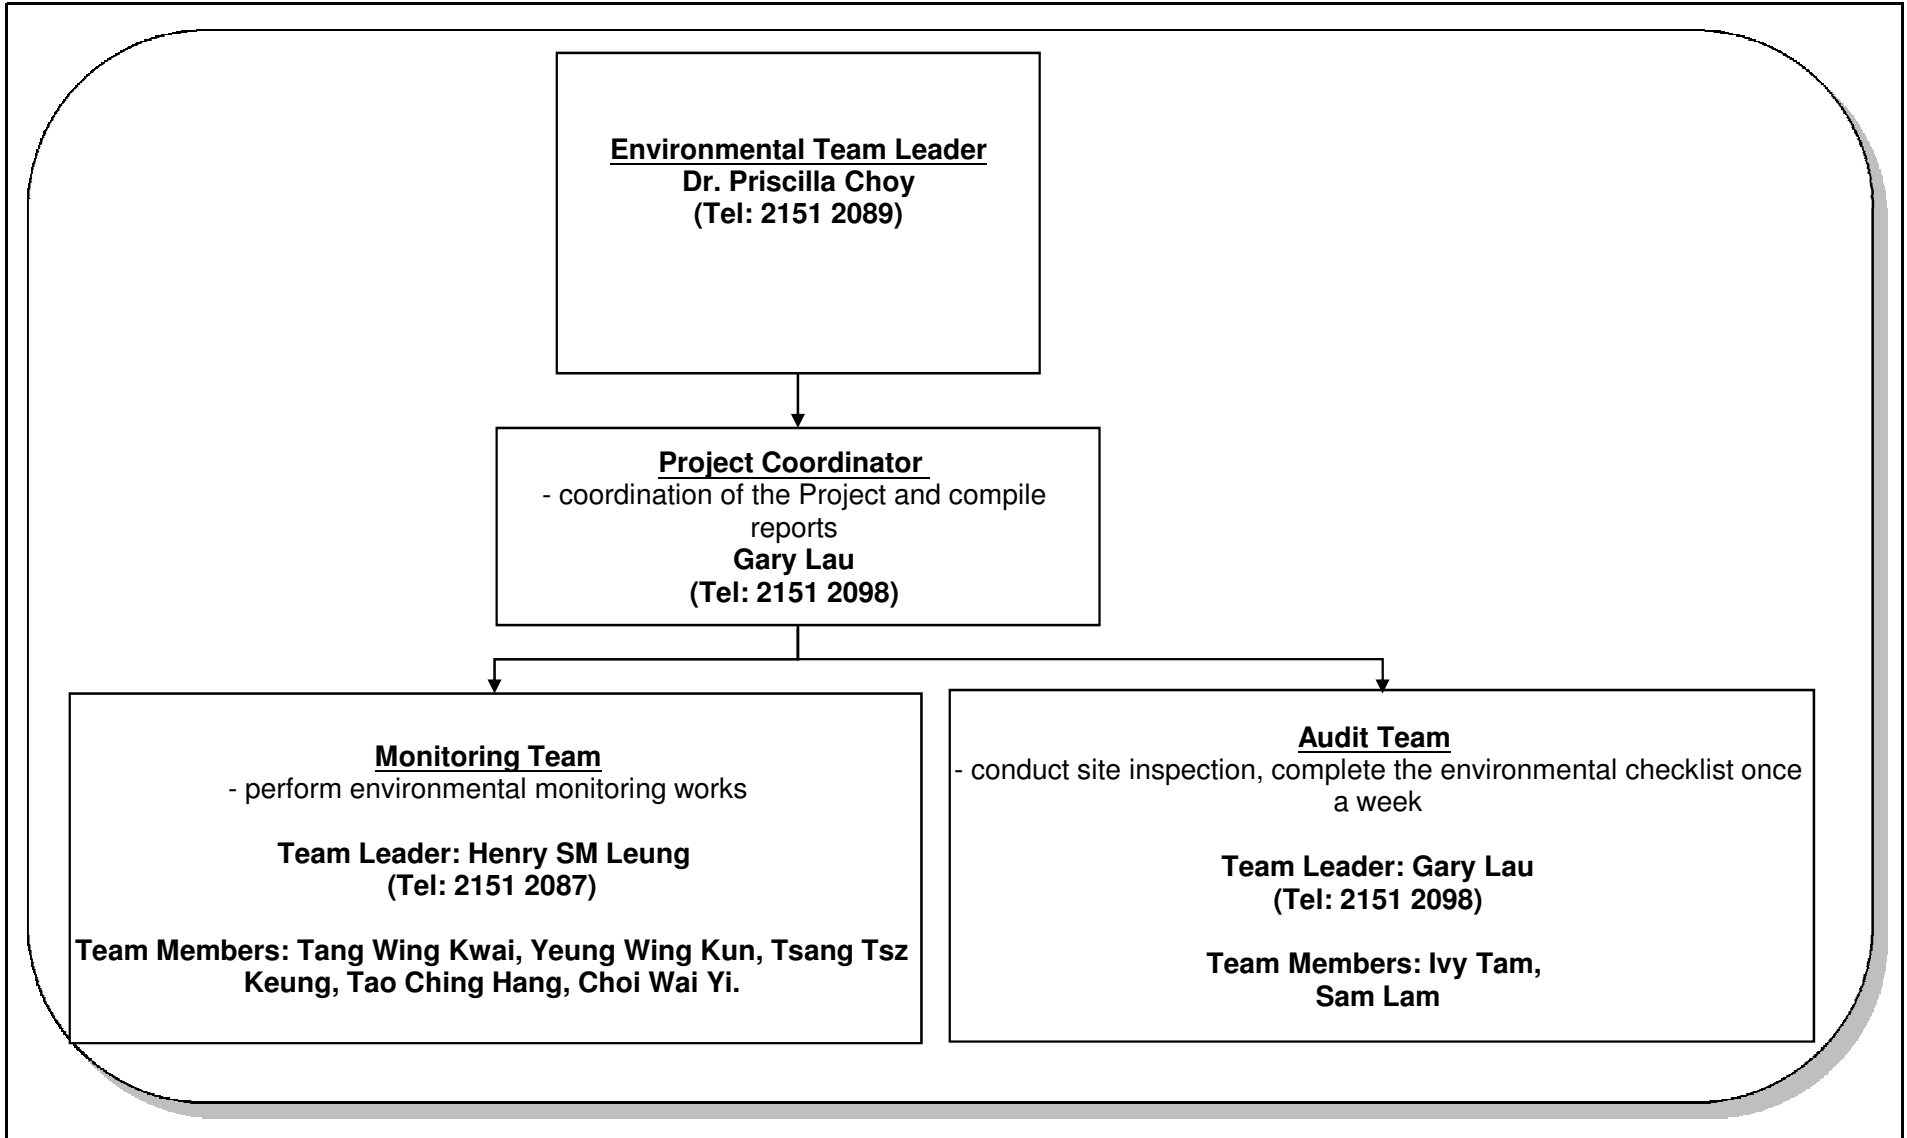 Environmental Team Leader
Dr. Priscilla Choy
(Tel: 2151 2089)
Project Coordinator
- coordination of the Project and compile
reports
Gary Lau
(Tel: 2151 2098)
Monitoring Team
- perform environmental monitoring works
Team Leader: Henry SM Leung
(Tel: 2151 2087)
Team Members: Tang Wing Kwai, Yeung Wing Kun, Tsang Tsz
Keung, Tao Ching Hang, Choi Wai Yi.
Audit Team
- conduct site inspection, complete the environmental checklist once
a week
Team Leader: Gary Lau
(Tel: 2151 2098)
Team Members: Ivy Tam,
Sam Lam